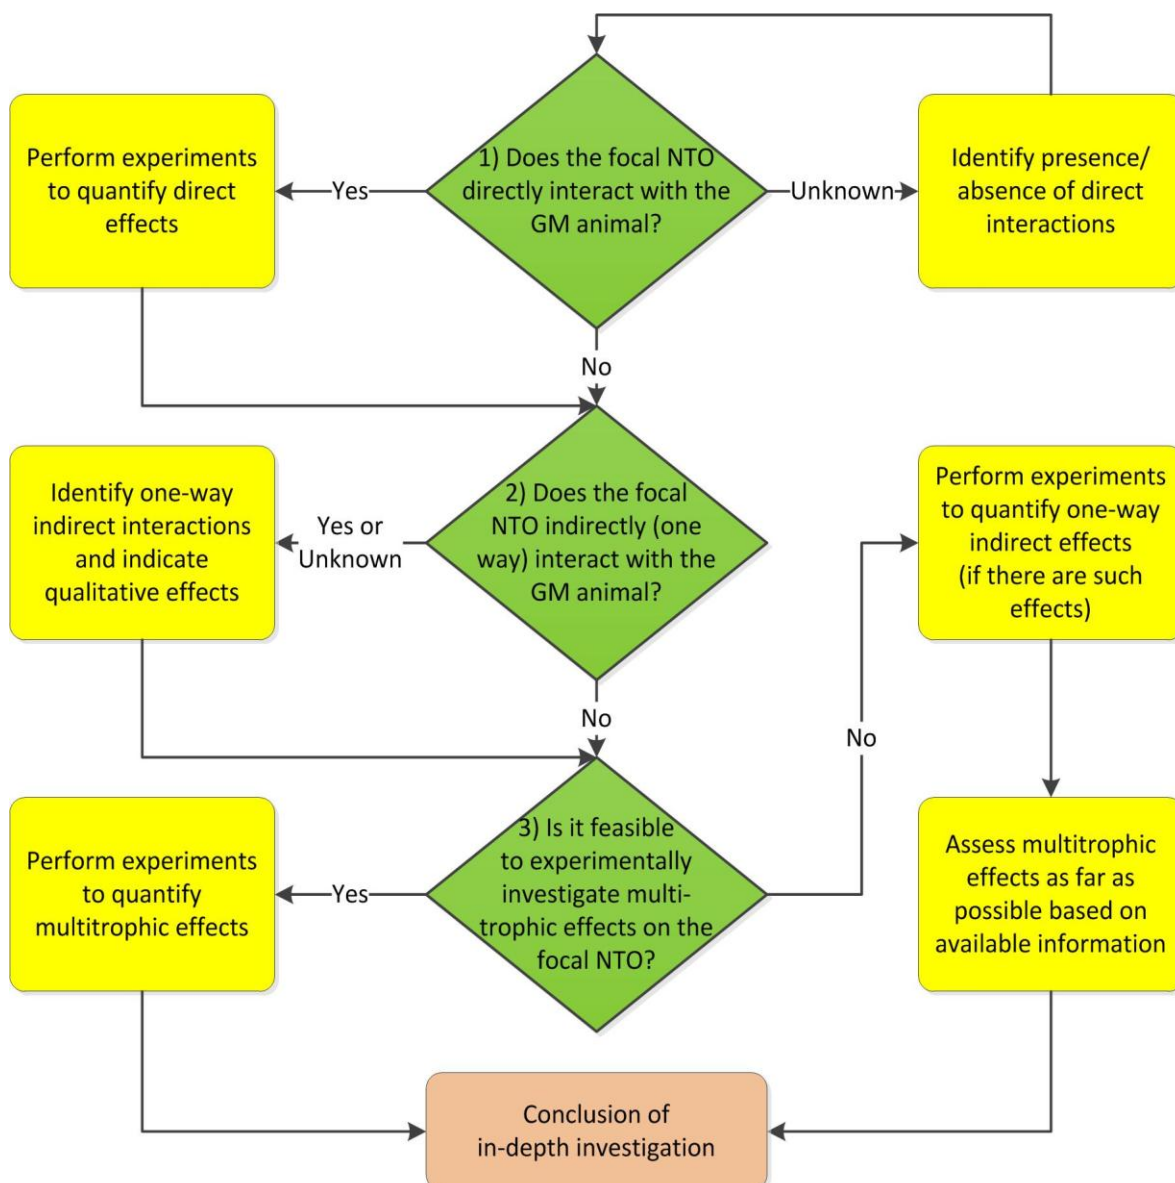 Perform experiments
to quantify direct
effects
Yes
1) Does the focal NTO
directly interact with the
GM animal?
Unknown
Identify presence/
absence of direct
interactions
No
Identify one-way
indirect interactions
and indicate
qualitative effects
Yes or
Unknown
2) Does the focal
NTO indirectly (one
way) interact with the
GM animal?
Perform experiments
to quantify one-way
indirect effects
(if there are such
effects)
No
No
Perform experiments
to quantify
multitrophic effects
Yes
3) Is it feasible
to experimentally
investigate multi-
trophic effects on the
focal NTO?
Assess multitrophic
effects as far as
possible based on
available information
Conclusion of
in-depth investigation